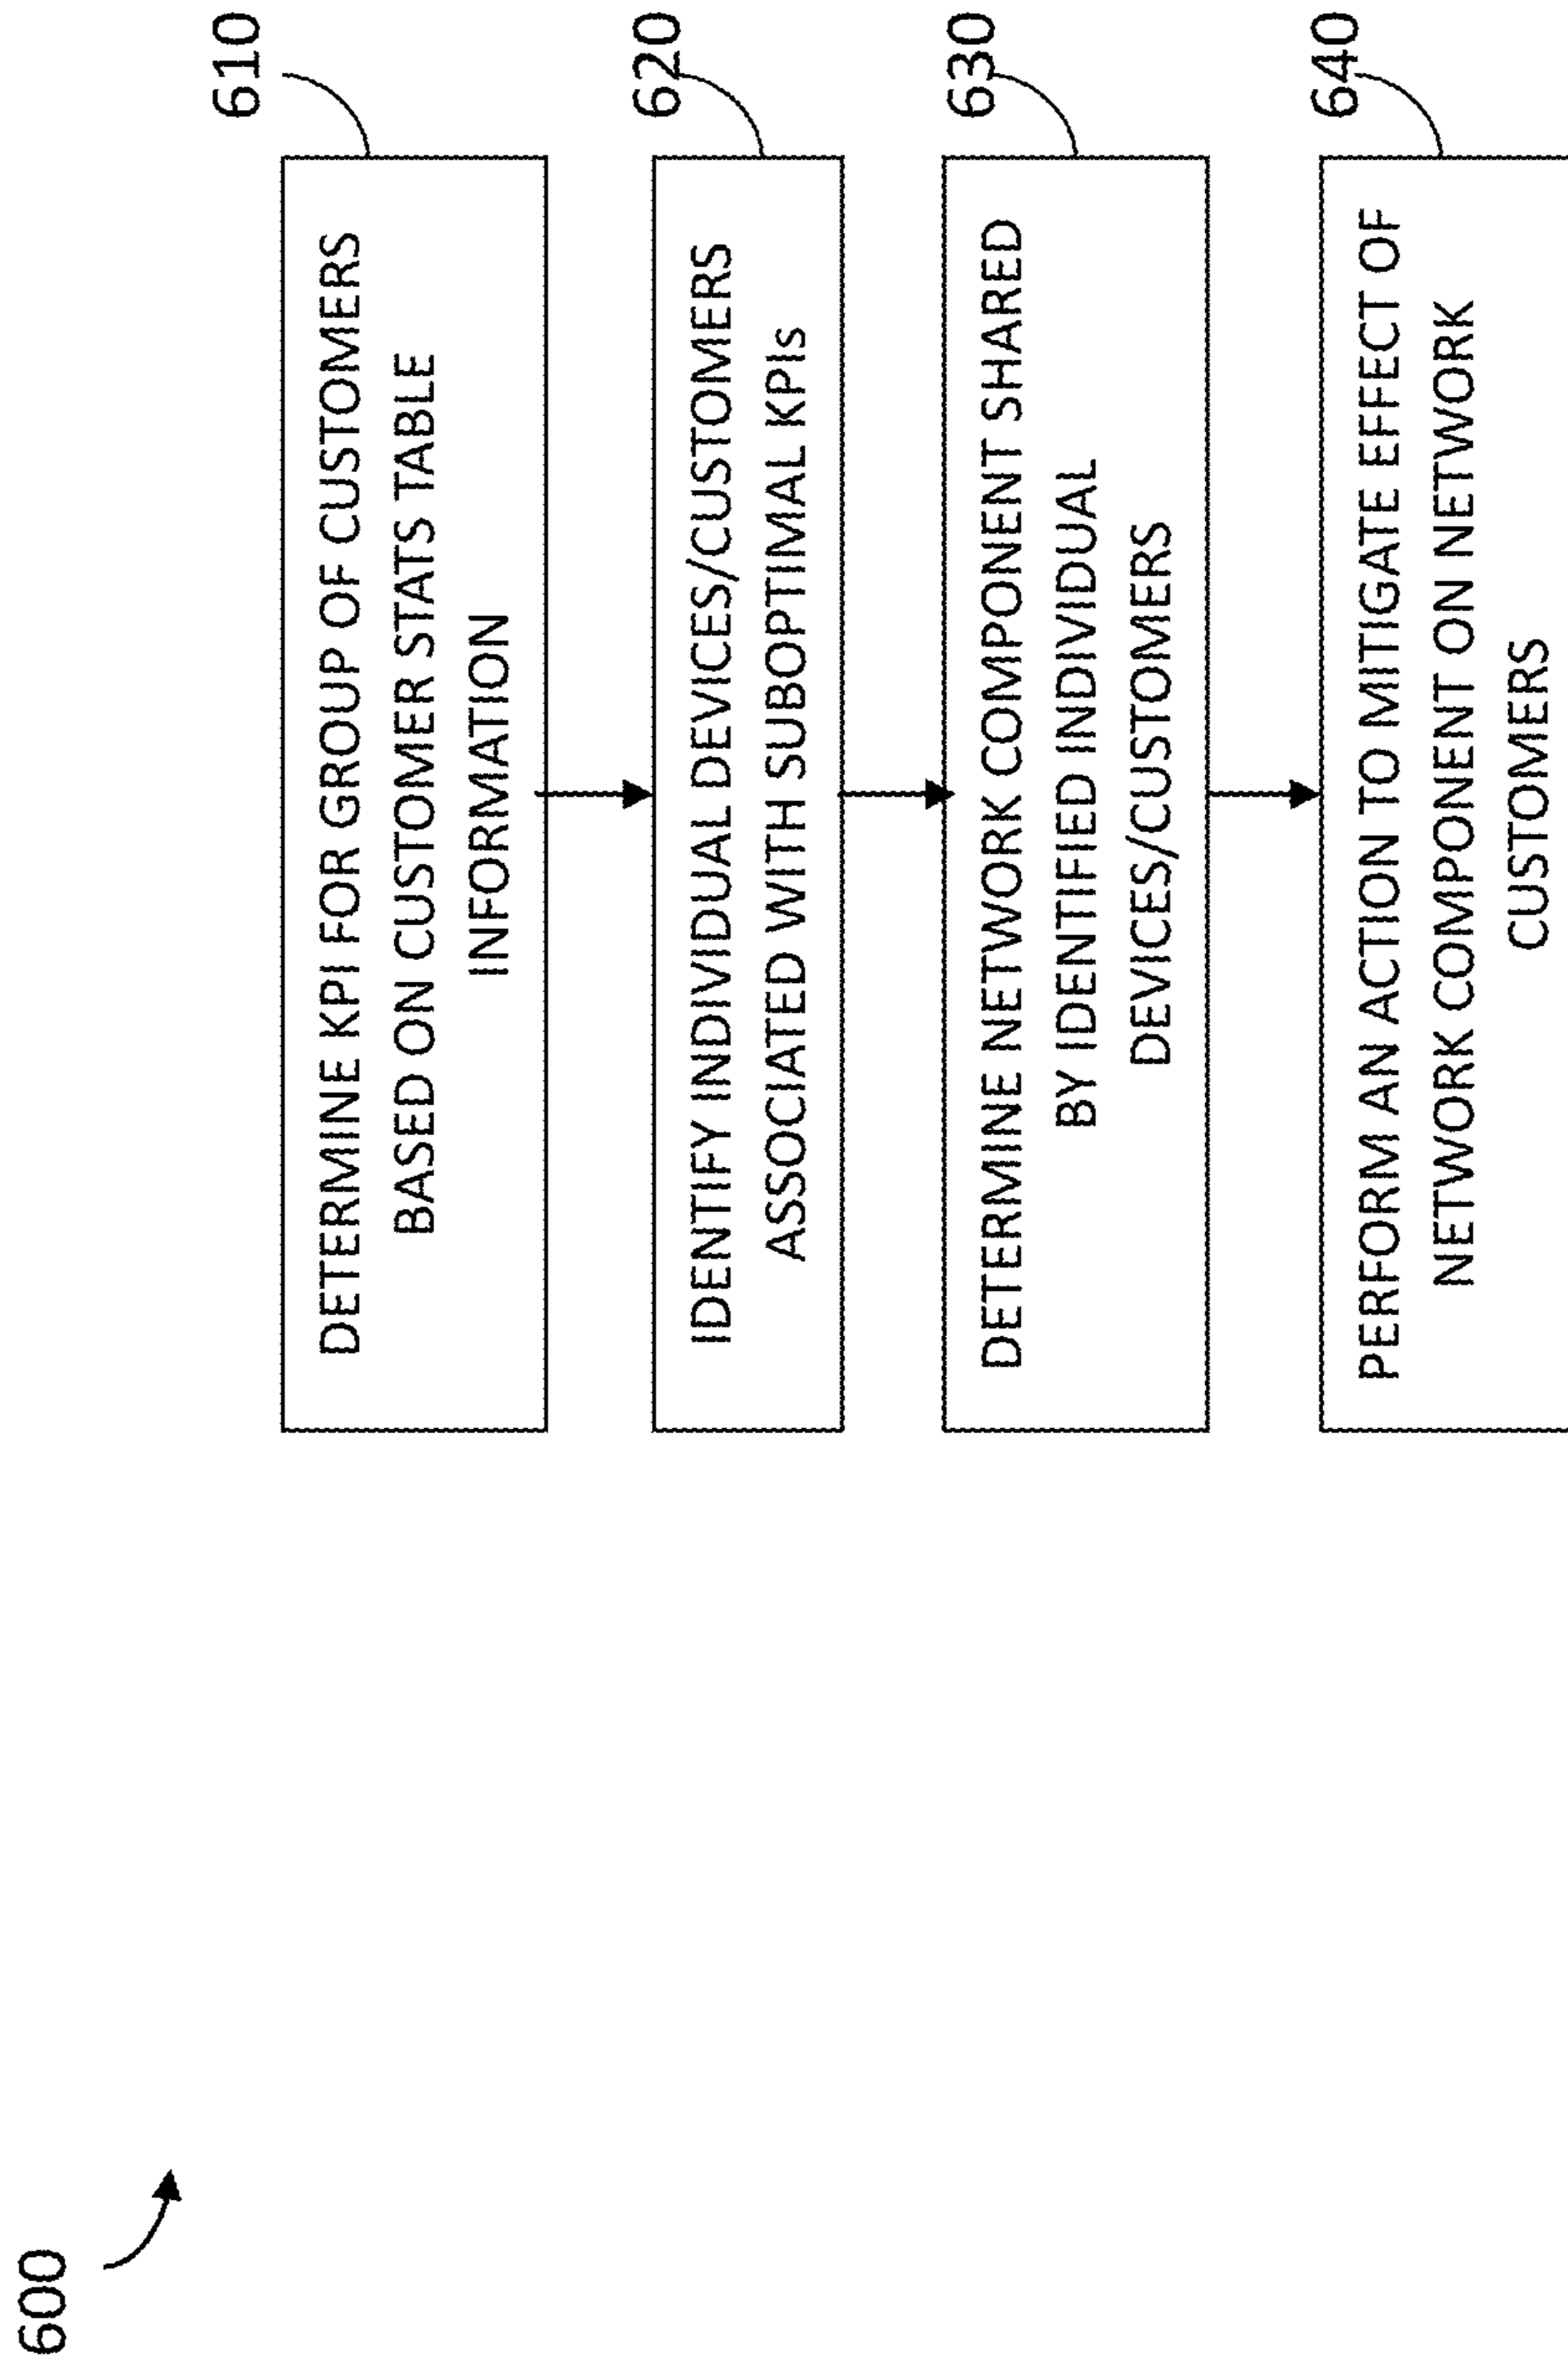 600
610
DETERMINE KPI FOR GROUP OF CUSTOMERS
BASED ON CUSTOMER STATS TABLE
INFORMATION
620
IDENTIFY INDIVIDUAL DEVICES/CUSTOMERS
ASSOCIATED WITH SUBOPTIMAL KPIs
630
DETERMINE NETWORK COMPONENT SHARED
BY IDENTIFIED INDIVIDUAL
DEVICES/CUSTOMERS
640
PERFORM AN ACTION TO MITIGATE EFFECT OF
NETWORK COMPONENT ON NETWORK
CUSTOMERS